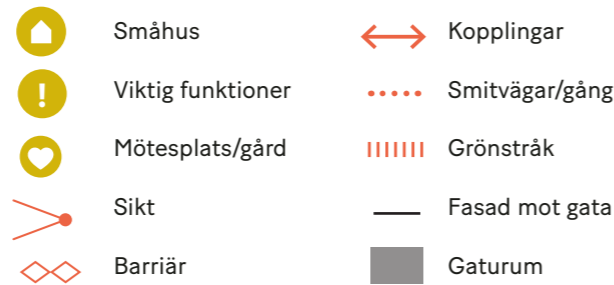 Småhus
Viktig funktioner
Mötesplats/gård
Sikt
Barriär
Kopplingar
Smitvägar/gång
Grönstråk
Fasad mot gata
Gaturum